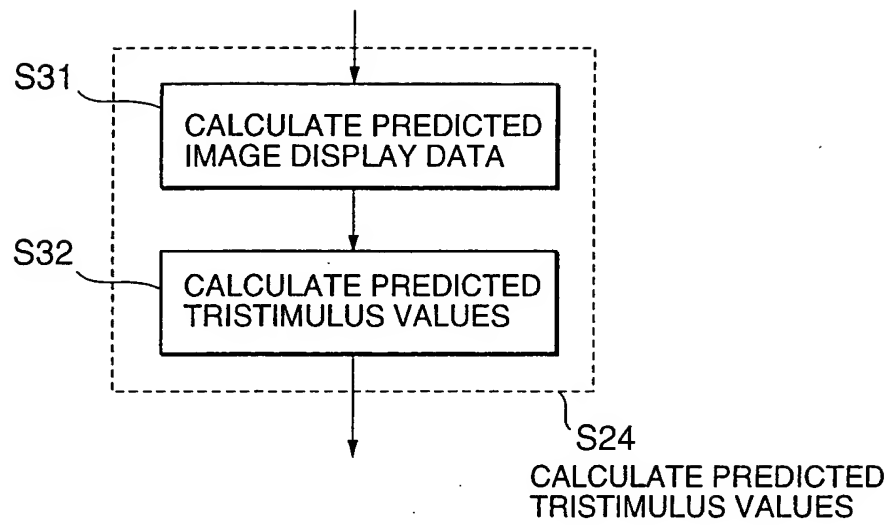 S31
CALCULATE PREDICTED
IMAGE DISPLAY DATA
S32
CALCULATE PREDICTED
TRISTIMULUS VALUES
S24
CALCULATE PREDICTED
TRISTIMULUS VALUES